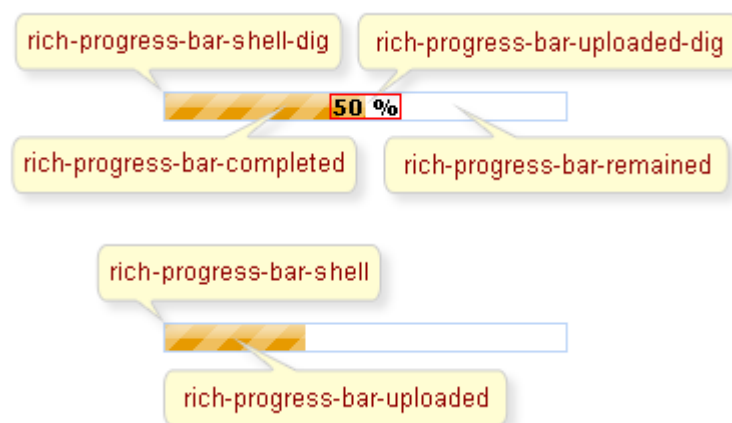 rich-progress-bar-shell-dig
rich-progress-bar-uploaded-dig
50 %
rich-progress-bar-completed
rich-progress-bar-remained
rich-progress-bar-shell
rich-progress-bar-uploaded